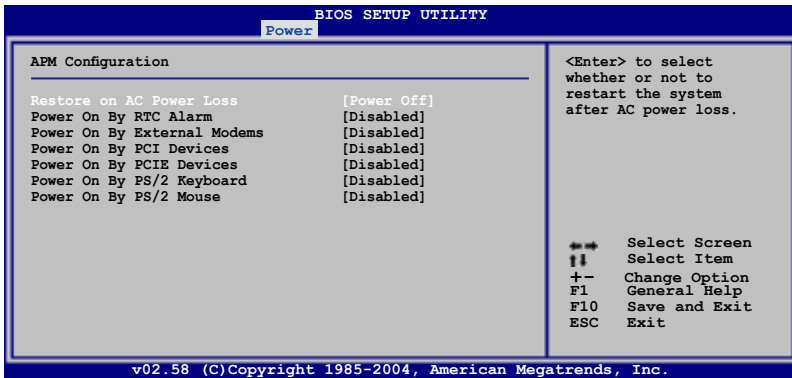 BIOS SETUP UTILITY
Power
APM Configuration
Restore on AC Power Loss [Power Off]
Power On By RTC Alarm [Disabled]
Power On By External Modems [Disabled]
Power On By PCI Devices [Disabled]
Power On By PCIE Devices [Disabled]
Power On By PS/2 Keyboard [Disabled]
Power On By PS/2 Mouse [Disabled]
<Enter> to select
whether or not to
restart the system
after AC power loss.
Select Screen
Select Item
+- Change Option
F1 General Help
F10 Save and Exit
ESC Exit
v02.58 (C)Copyright 1985-2004, American Megatrends, Inc.